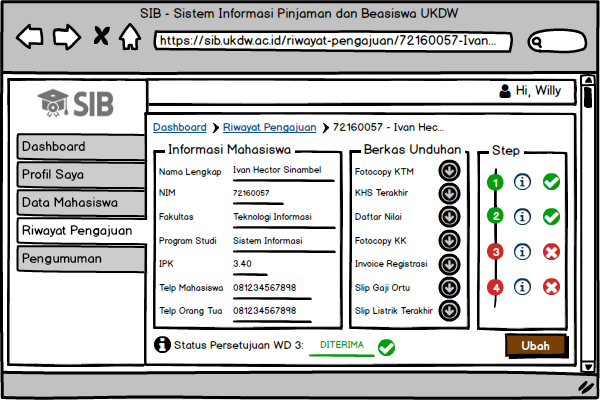 SIB - Sistem Informasi Pinjaman dan Beasiswa UKDW
https://sib.ukdw.ac.id/riwayat-pengajuan/72160057-Ivan...
Hi, Willy
SIB
Dashboard
Profil Saya
Data Mahasiswa
Riwayat Pengajuan
Pengumuman
Dashboard Riwayat Pengajuan 72160057 - Ivan Hec...
Informasi Mahasiswa
Nama Lengkap Ivan Hector Sinambel
NIM 72160057
Fakultas Teknologi Informasi
Program Studi Sistem Informasi
IPK 3.40
Telp Mahasiswa 081234567898
Telp Orang Tua 081234567898
Berkas Unduhan
Fotocopy KTM
KHS Terakhir
Daftar Nilai
Fotocopy KK
Invoice Registrasi
Slip Gaji Ortu
Slip Listrik Terakhir
Step
1
2
3
4
Status Persetujuan WD 3: DITERIMA
Ubah